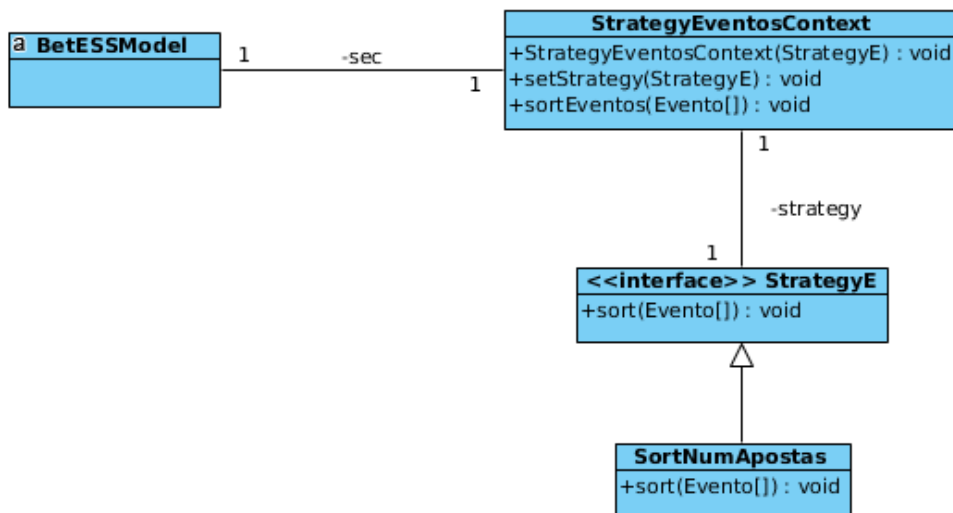 a BetESSModel
1
-sec
1
StrategyEventosContext
+StrategyEventosContext(StrategyE) : void
+setStrategy(StrategyE) : void
+sortEventos(Evento[]) : void
1
-strategy
1
<<interface>> StrategyE
+sort(Evento[]) : void
SortNumApostas
+sort(Evento[]) : void